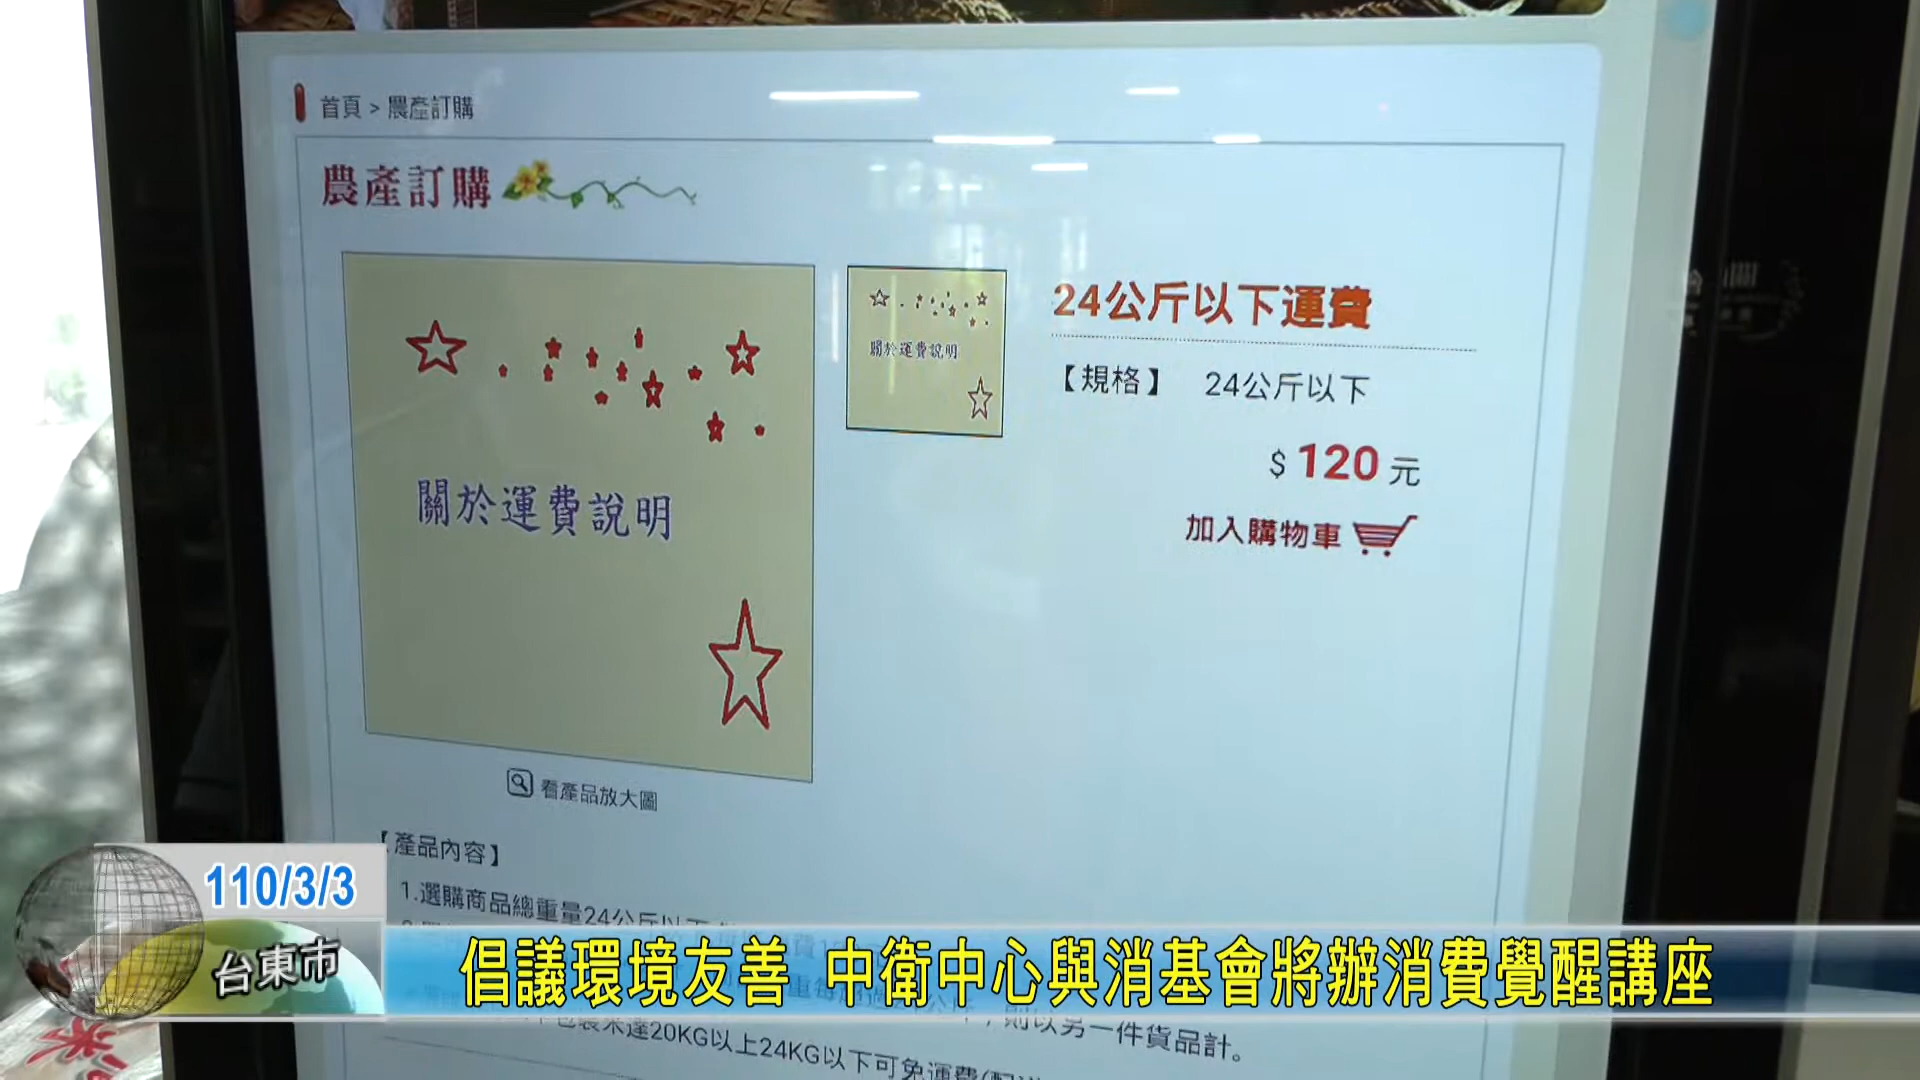 首頁 > 農產訂購
農產訂購
關於運費說明
關於運費說明
24公斤以下運費
【規格】 24公斤以下
$ 120 元
加入購物車
看產品放大圖
【產品內容】
1.選購商品總重量24公斤以下
110/3/3
台東市
倡議環境友善 中衛中心與消基會將辦消費覺醒講座
，則以另一件貨品計。
包裝米達20KG以上24KG以下可免運費